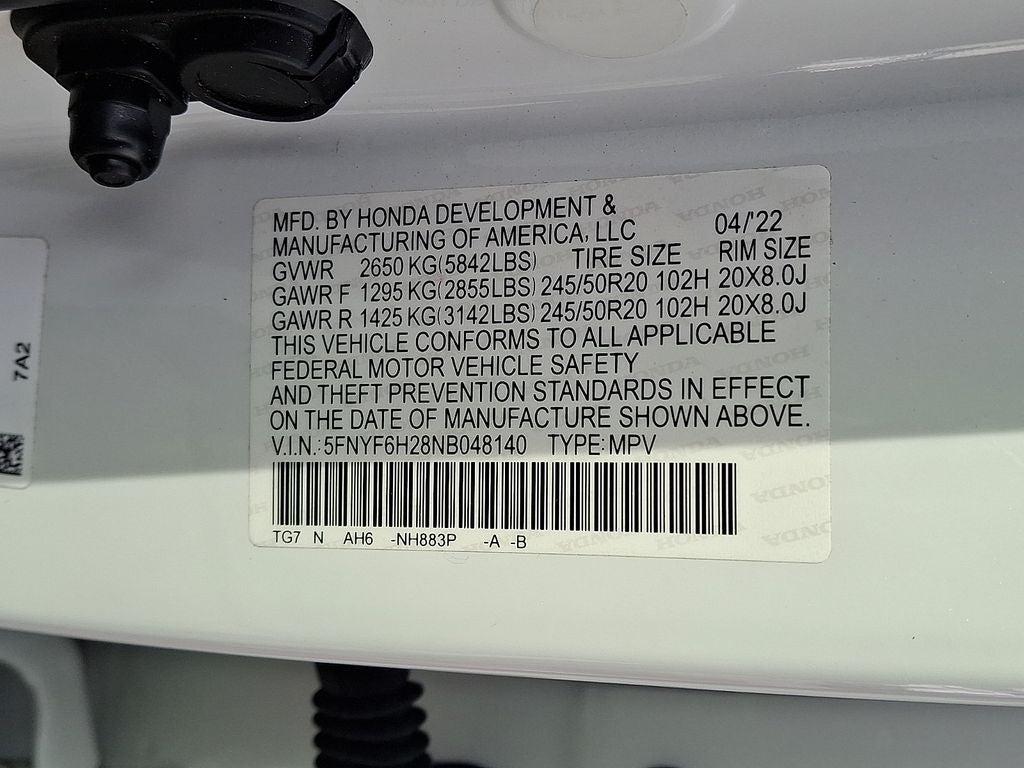 MFD. BY HONDA DEVELOPMENT &
MANUFACTURING OF AMERICA, LLC 04/'22
GVWR 2650 KG(5842LBS) TIRE SIZE RIM SIZE
GAWR F 1295 KG(2855LBS) 245/50R20 102H 20X8.0J
GAWR R 1425 KG(3142LBS) 245/50R20 102H 20X8.0J
THIS VEHICLE CONFORMS TO ALL APPLICABLE
FEDERAL MOTOR VEHICLE SAFETY
AND THEFT PREVENTION STANDARDS IN EFFECT
ON THE DATE OF MANUFACTURE SHOWN ABOVE.
V.I.N.: 5FNYF6H28NB048140 TYPE: MPV
TG7 N AH6 -NH883P -A -B
7A2